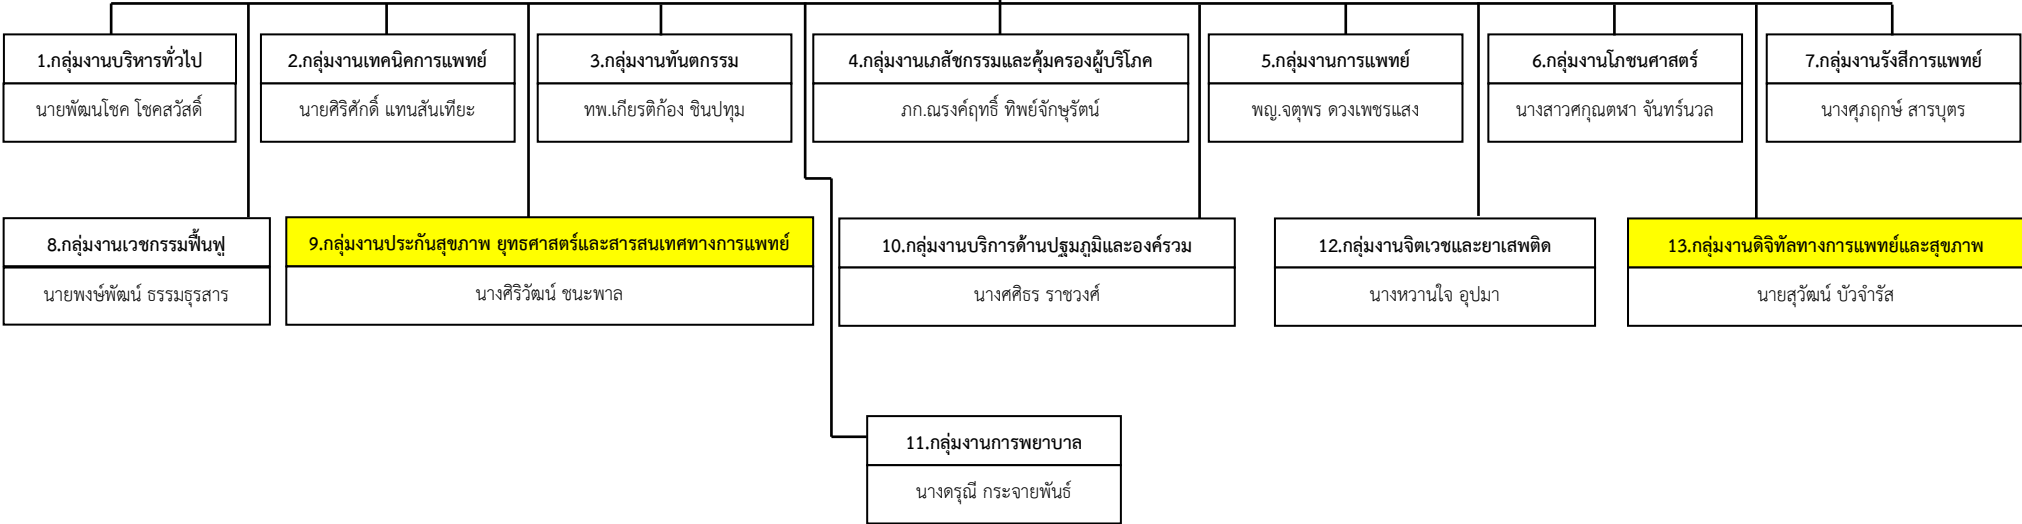 1.กลุ่มงานบริหารทั่วไป
นายพัฒนโชค โชคสวัสดิ์
2.กลุ่มงานเทคนิคการแพทย์
นายศิริศักดิ์ แทนสันเทียะ
3.กลุ่มงานทันตกรรม
ทพ.เกียรติก้อง ชินปทุม
4.กลุ่มงานเภสัชกรรมและคุ้มครองผู้บริโภค
ภก.ณรงค์ฤทธิ์ ทิพย์จักษุรัตน์
5.กลุ่มงานการแพทย์
พญ.จตุพร ดวงเพชรแสง
6.กลุ่มงานโภชนศาสตร์
นางสาวศกุณตฬา จันทร์นวล
7.กลุ่มงานรังสีการแพทย์
นางศุภฤกษ์ สารบุตร
8.กลุ่มงานเวชกรรมฟื้นฟู
นายพงษ์พัฒน์ ธรรมธุรสาร
9.กลุ่มงานประกันสุขภาพ ยุทธศาสตร์และสารสนเทศทางการแพทย์
นางศิริวัฒน์ ชนะพาล
10.กลุ่มงานบริการด้านปฐมภูมิและองค์รวม
นางศศิธร ราชวงศ์
12.กลุ่มงานจิตเวชและยาเสพติด
นางหวานใจ อุปมา
13.กลุ่มงานดิจิทัลทางการแพทย์และสุขภาพ
นายสุวัฒน์ บัวจำรัส
11.กลุ่มงานการพยาบาล
นางดรุณี กระจายพันธ์